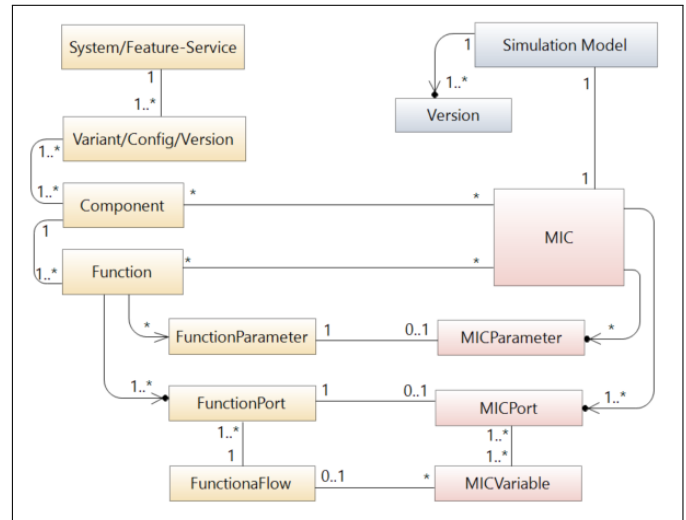 System/Feature-Service
Simulation Model
1
1
1
1..*
1..*
Version
Variant/Config/Version
1..*
1..*
Component
*
*
1
MIC
1
1..*
Function
*
*
*
FunctionParameter
1
0..1
MICParameter
*
1..*
FunctionPort
1
0..1
MICPort
1..*
1..*
1..*
1
1..*
FunctionaFlow
0..1
*
MICVariable